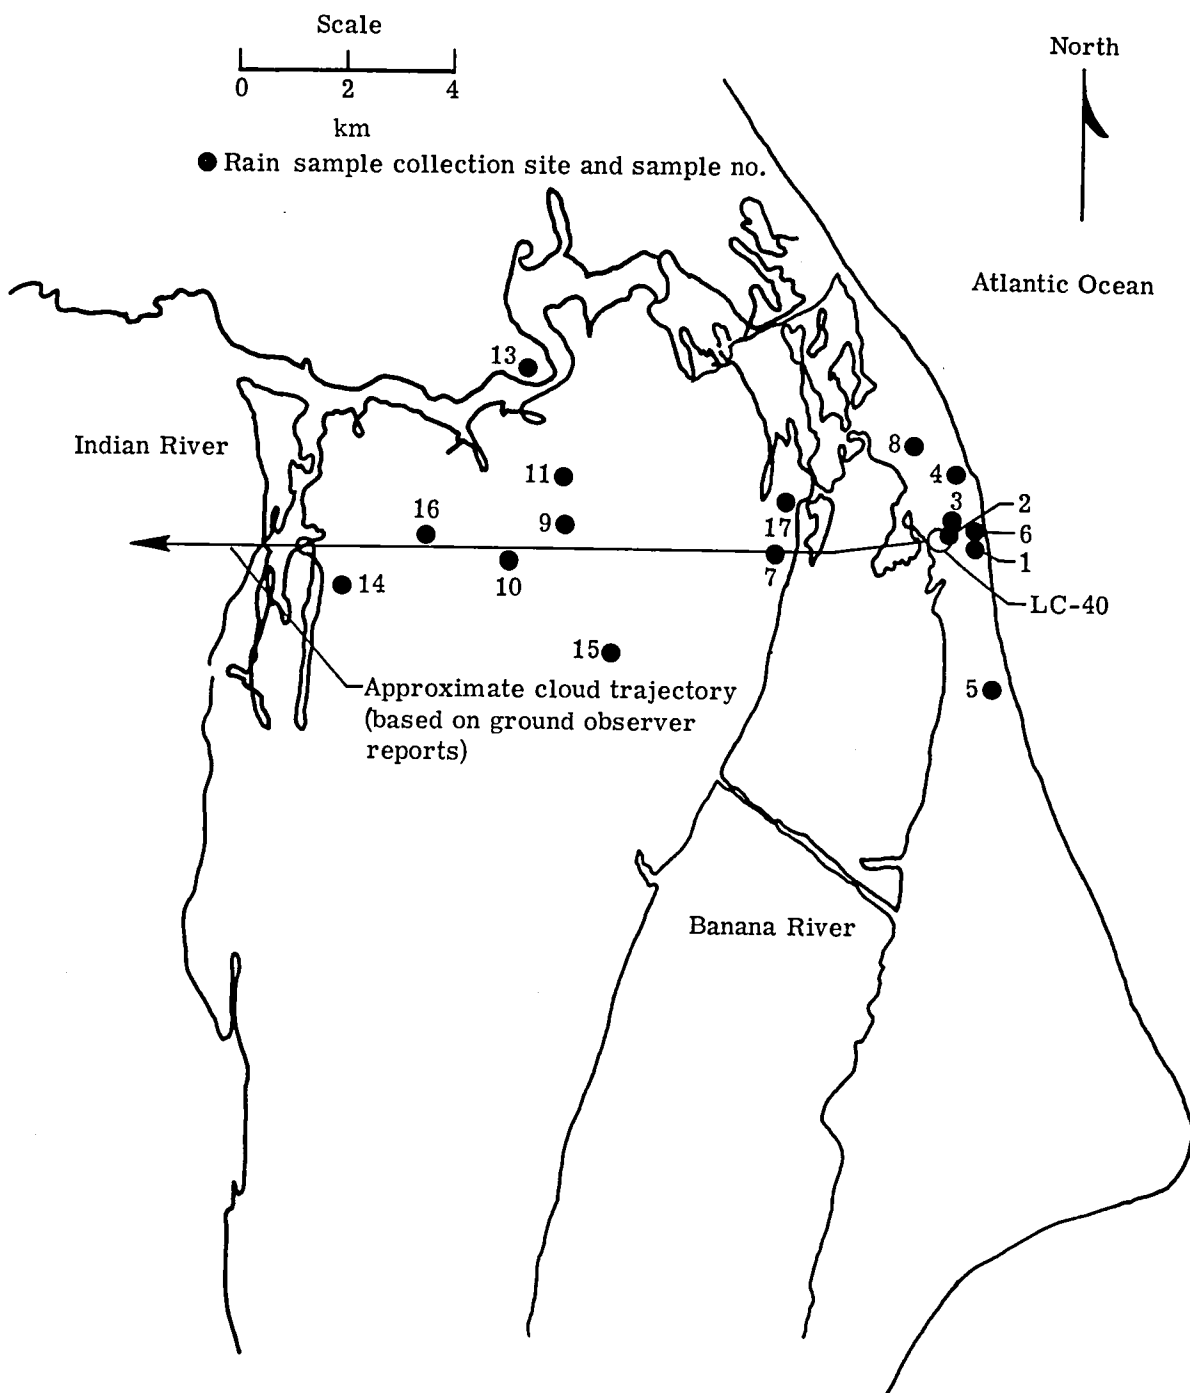 Scale
0 2 4
km
Rain sample collection site and sample no.
North
Atlantic Ocean
13
Indian River
8
11
4
16
3
2
9
17
6
10
7
1
14
LC-40
15
Approximate cloud trajectory
(based on ground observer
reports)
5
Banana River